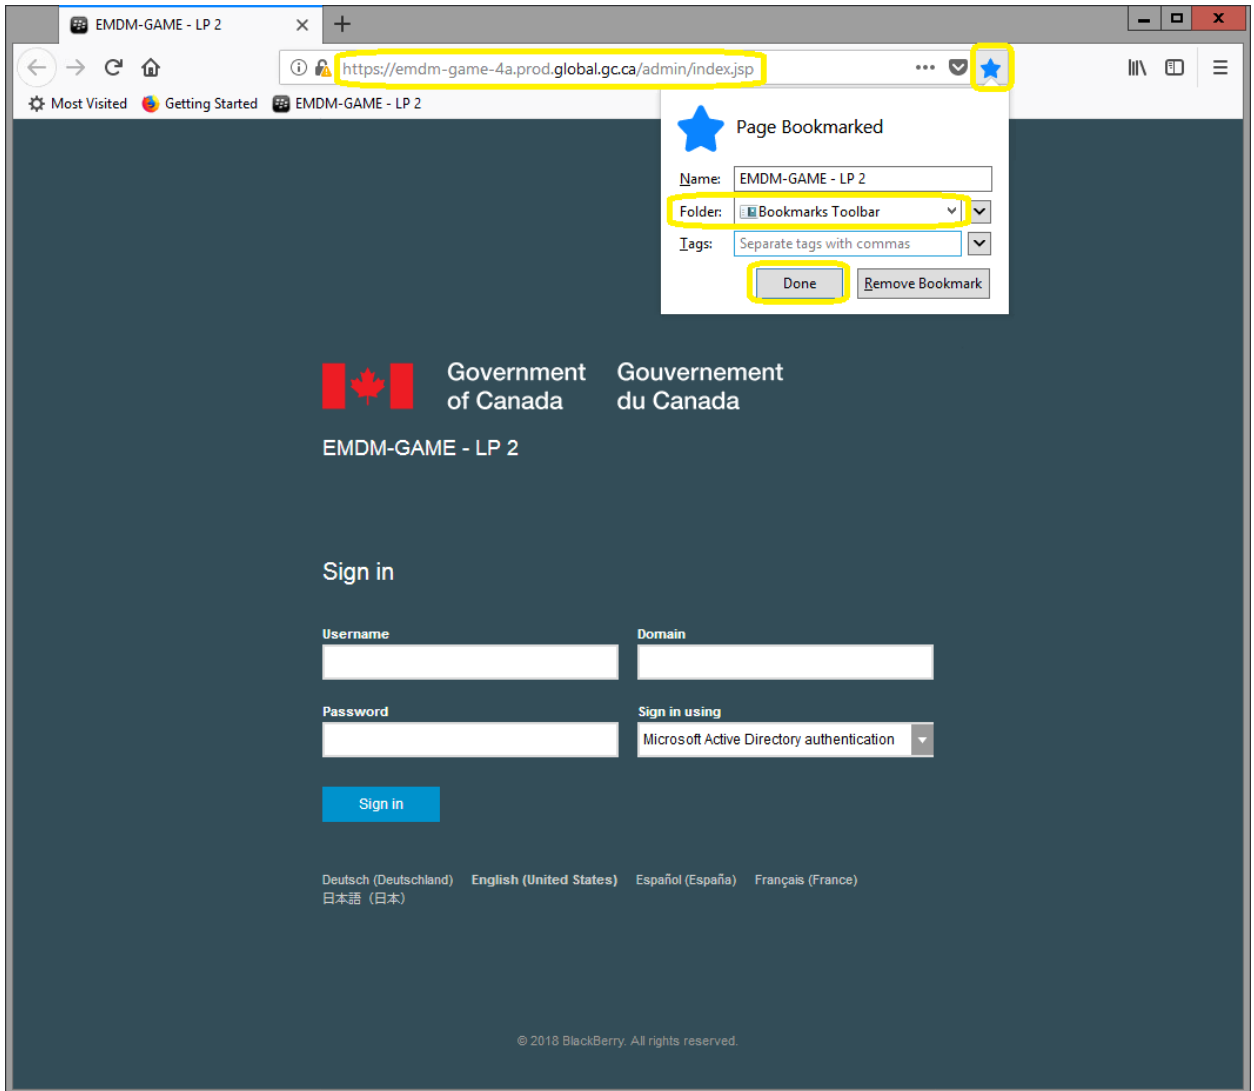 EMDM-GAME - LP 2
https://emdm-game-4a.prod.global.gc.ca/admin/index.jsp
Most Visited Getting Started EMDM-GAME - LP 2
Page Bookmarked
Name: EMDM-GAME - LP 2
Folder: Bookmarks Toolbar
Tags: Separate tags with commas
Done Remove Bookmark
Government Gouvernement
of Canada du Canada
EMDM-GAME - LP 2
Sign in
Username Domain
Password Sign in using
Microsoft Active Directory authentication
Sign in
Deutsch (Deutschland) English (United States) Español (España) Français (France)
日本語（日本）
© 2018 BlackBerry. All rights reserved.